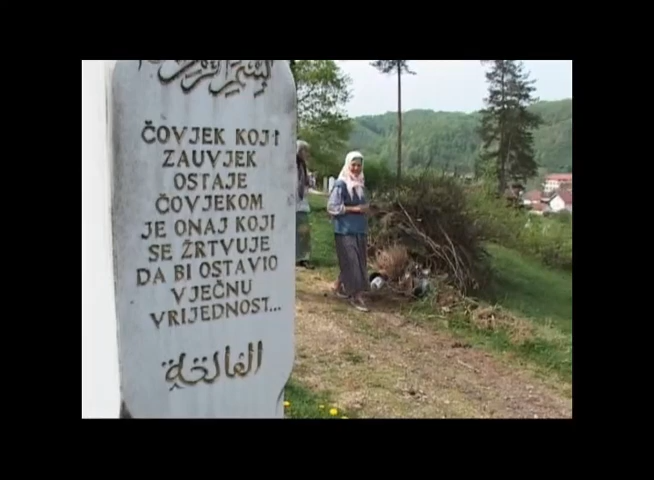 بسم الله الرحمن الرحيم
ČOVJEK KOJI
ZAUVIJEK
OSTAJE
ČOVJEKOM
JE ONAJ KOJI
SE ŽRTVUJE
DA BI OSTAVIO
VJEČNU
VRIJEDNOST...
الفاتحة